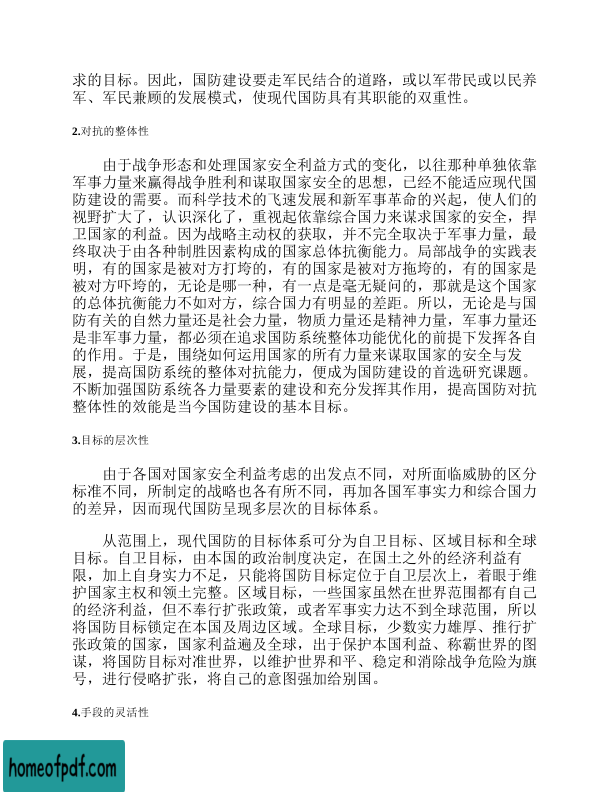 求的目标。因此，国防建设要走军民结合的道路，或以军带民或以民养
军、军民兼顾的发展模式，使现代国防具有其职能的双重性。
2.对抗的整体性
由于战争形态和处理国家安全利益方式的变化，以往那种单独依靠
军事力量来赢得战争胜利和谋取国家安全的思想，已经不能适应现代国
防建设的需要。而科学技术的飞速发展和新军事革命的兴起，使人们的
视野扩大了，认识深化了，重视起依靠综合国力来谋求国家的安全，捍
卫国家的利益。因为战略主动权的获取，并不完全取决于军事力量，最
终取决于由各种制胜因素构成的国家总体抗衡能力。局部战争的实践表
明，有的国家是被对方打垮的，有的国家是被对方拖垮的，有的国家是
被对方吓垮的，无论是哪一种，有一点是毫无疑问的，那就是这个国家
的总体抗衡能力不如对方，综合国力有明显的差距。所以，无论是与国
防有关的自然力量还是社会力量，物质力量还是精神力量，军事力量还
是非军事力量，都必须在追求国防系统整体功能优化的前提下发挥各自
的作用。于是，围绕如何运用国家的所有力量来谋取国家的安全与发
展，提高国防系统的整体对抗能力，便成为国防建设的首选研究课题。
不断加强国防系统各力量要素的建设和充分发挥其作用，提高国防对抗
整体性的效能是当今国防建设的基本目标。
3.目标的层次性
由于各国对国家安全利益考虑的出发点不同，对所面临威胁的区分
标准不同，所制定的战略也各有所不同，再加各国军事实力和综合国力
的差异，因而现代国防呈现多层次的目标体系。
从范围上，现代国防的目标体系可分为自卫目标、区域目标和全球
目标。自卫目标，由本国的政治制度决定，在国土之外的经济利益有
限，加上自身实力不足，只能将国防目标定位于自卫层次上，着眼于维
护国家主权和领土完整。区域目标，一些国家虽然在世界范围都有自己
的经济利益，但不奉行扩张政策，或者军事实力达不到全球范围，所以
将国防目标锁定在本国及周边区域。全球目标，少数实力雄厚、推行扩
张政策的国家，国家利益遍及全球，出于保护本国利益、称霸世界的图
谋，将国防目标对准世界，以维护世界和平、稳定和消除战争危险为旗
号，进行侵略扩张，将自己的意图强加给别国。
4.手段的灵活性
homeofpdf.com